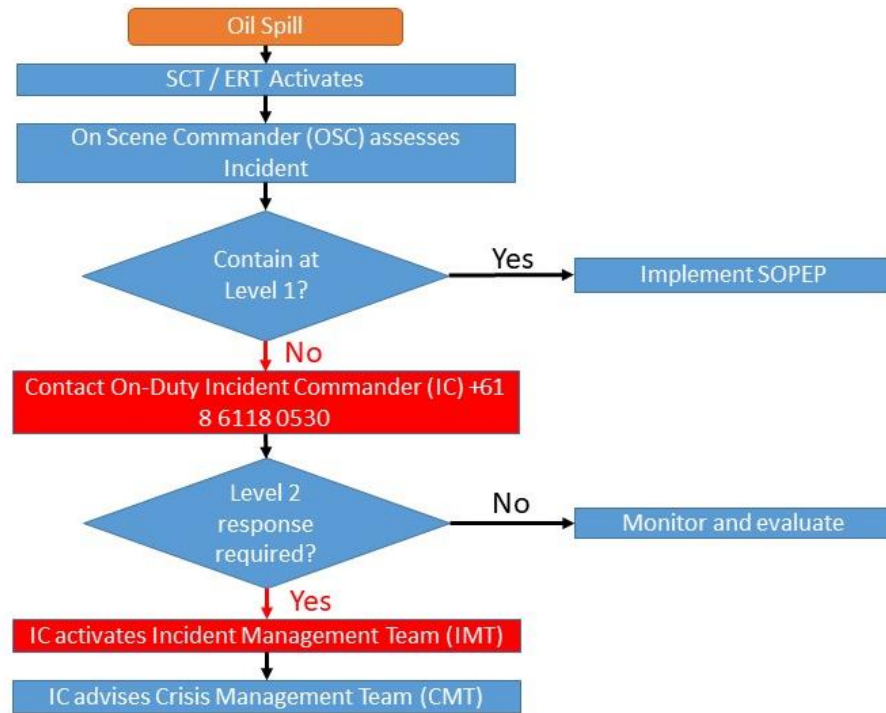 Oil Spill
SCT / ERT Activates
On Scene Commander (OSC) assesses
Incident
Contain at
Level 1?
Yes
Implement SOPEP
No
Contact On-Duty Incident Commander (IC) +61
8 6118 0530
Level 2
response
required?
No
Monitor and evaluate
Yes
IC activates Incident Management Team (IMT)
IC advises Crisis Management Team (CMT)